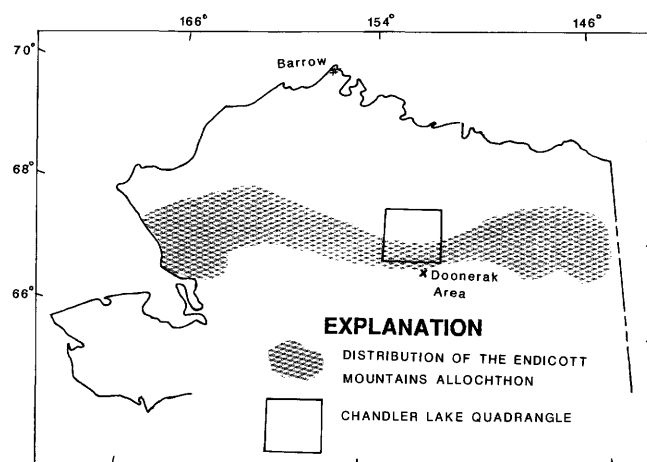 166°
154°
146°
70°
Barrow
68°
66°
Doonerak
Area
EXPLANATION
DISTRIBUTION OF THE ENDICOTT
MOUNTAINS ALLOCHTHON
CHANDLER LAKE QUADRANGLE